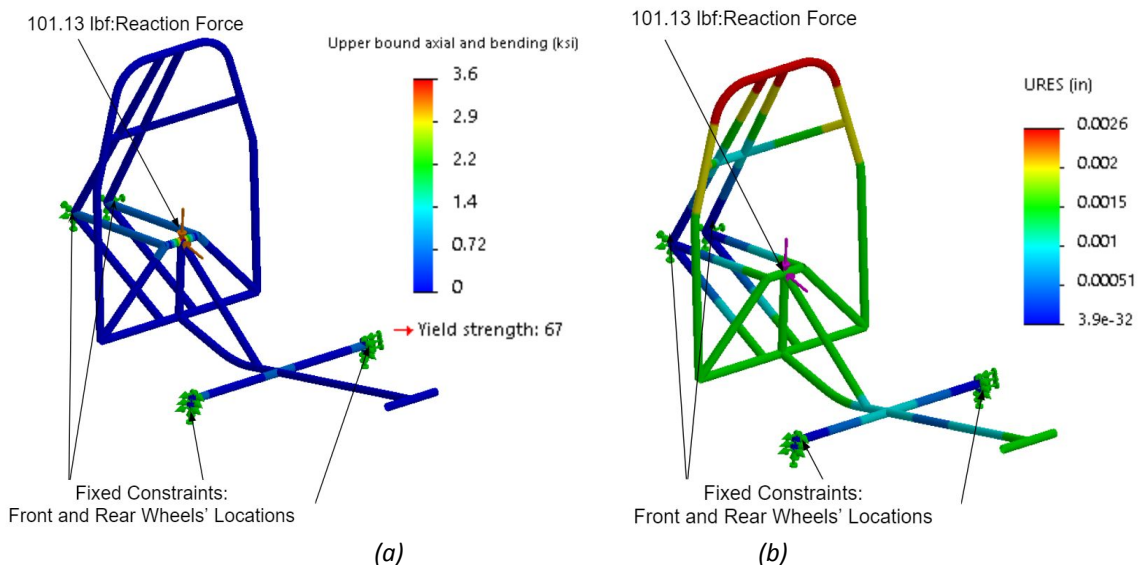 101.13 lbf:Reaction Force
Upper bound axial and bending (ksi)
3.6
2.9
2.2
1.4
0.72
0
Yield strength: 67
Fixed Constraints:
Front and Rear Wheels' Locations
(a)
101.13 lbf:Reaction Force
URES (in)
0.0026
0.002
0.0015
0.001
0.00051
3.9e-32
Fixed Constraints:
Front and Rear Wheels' Locations
(b)